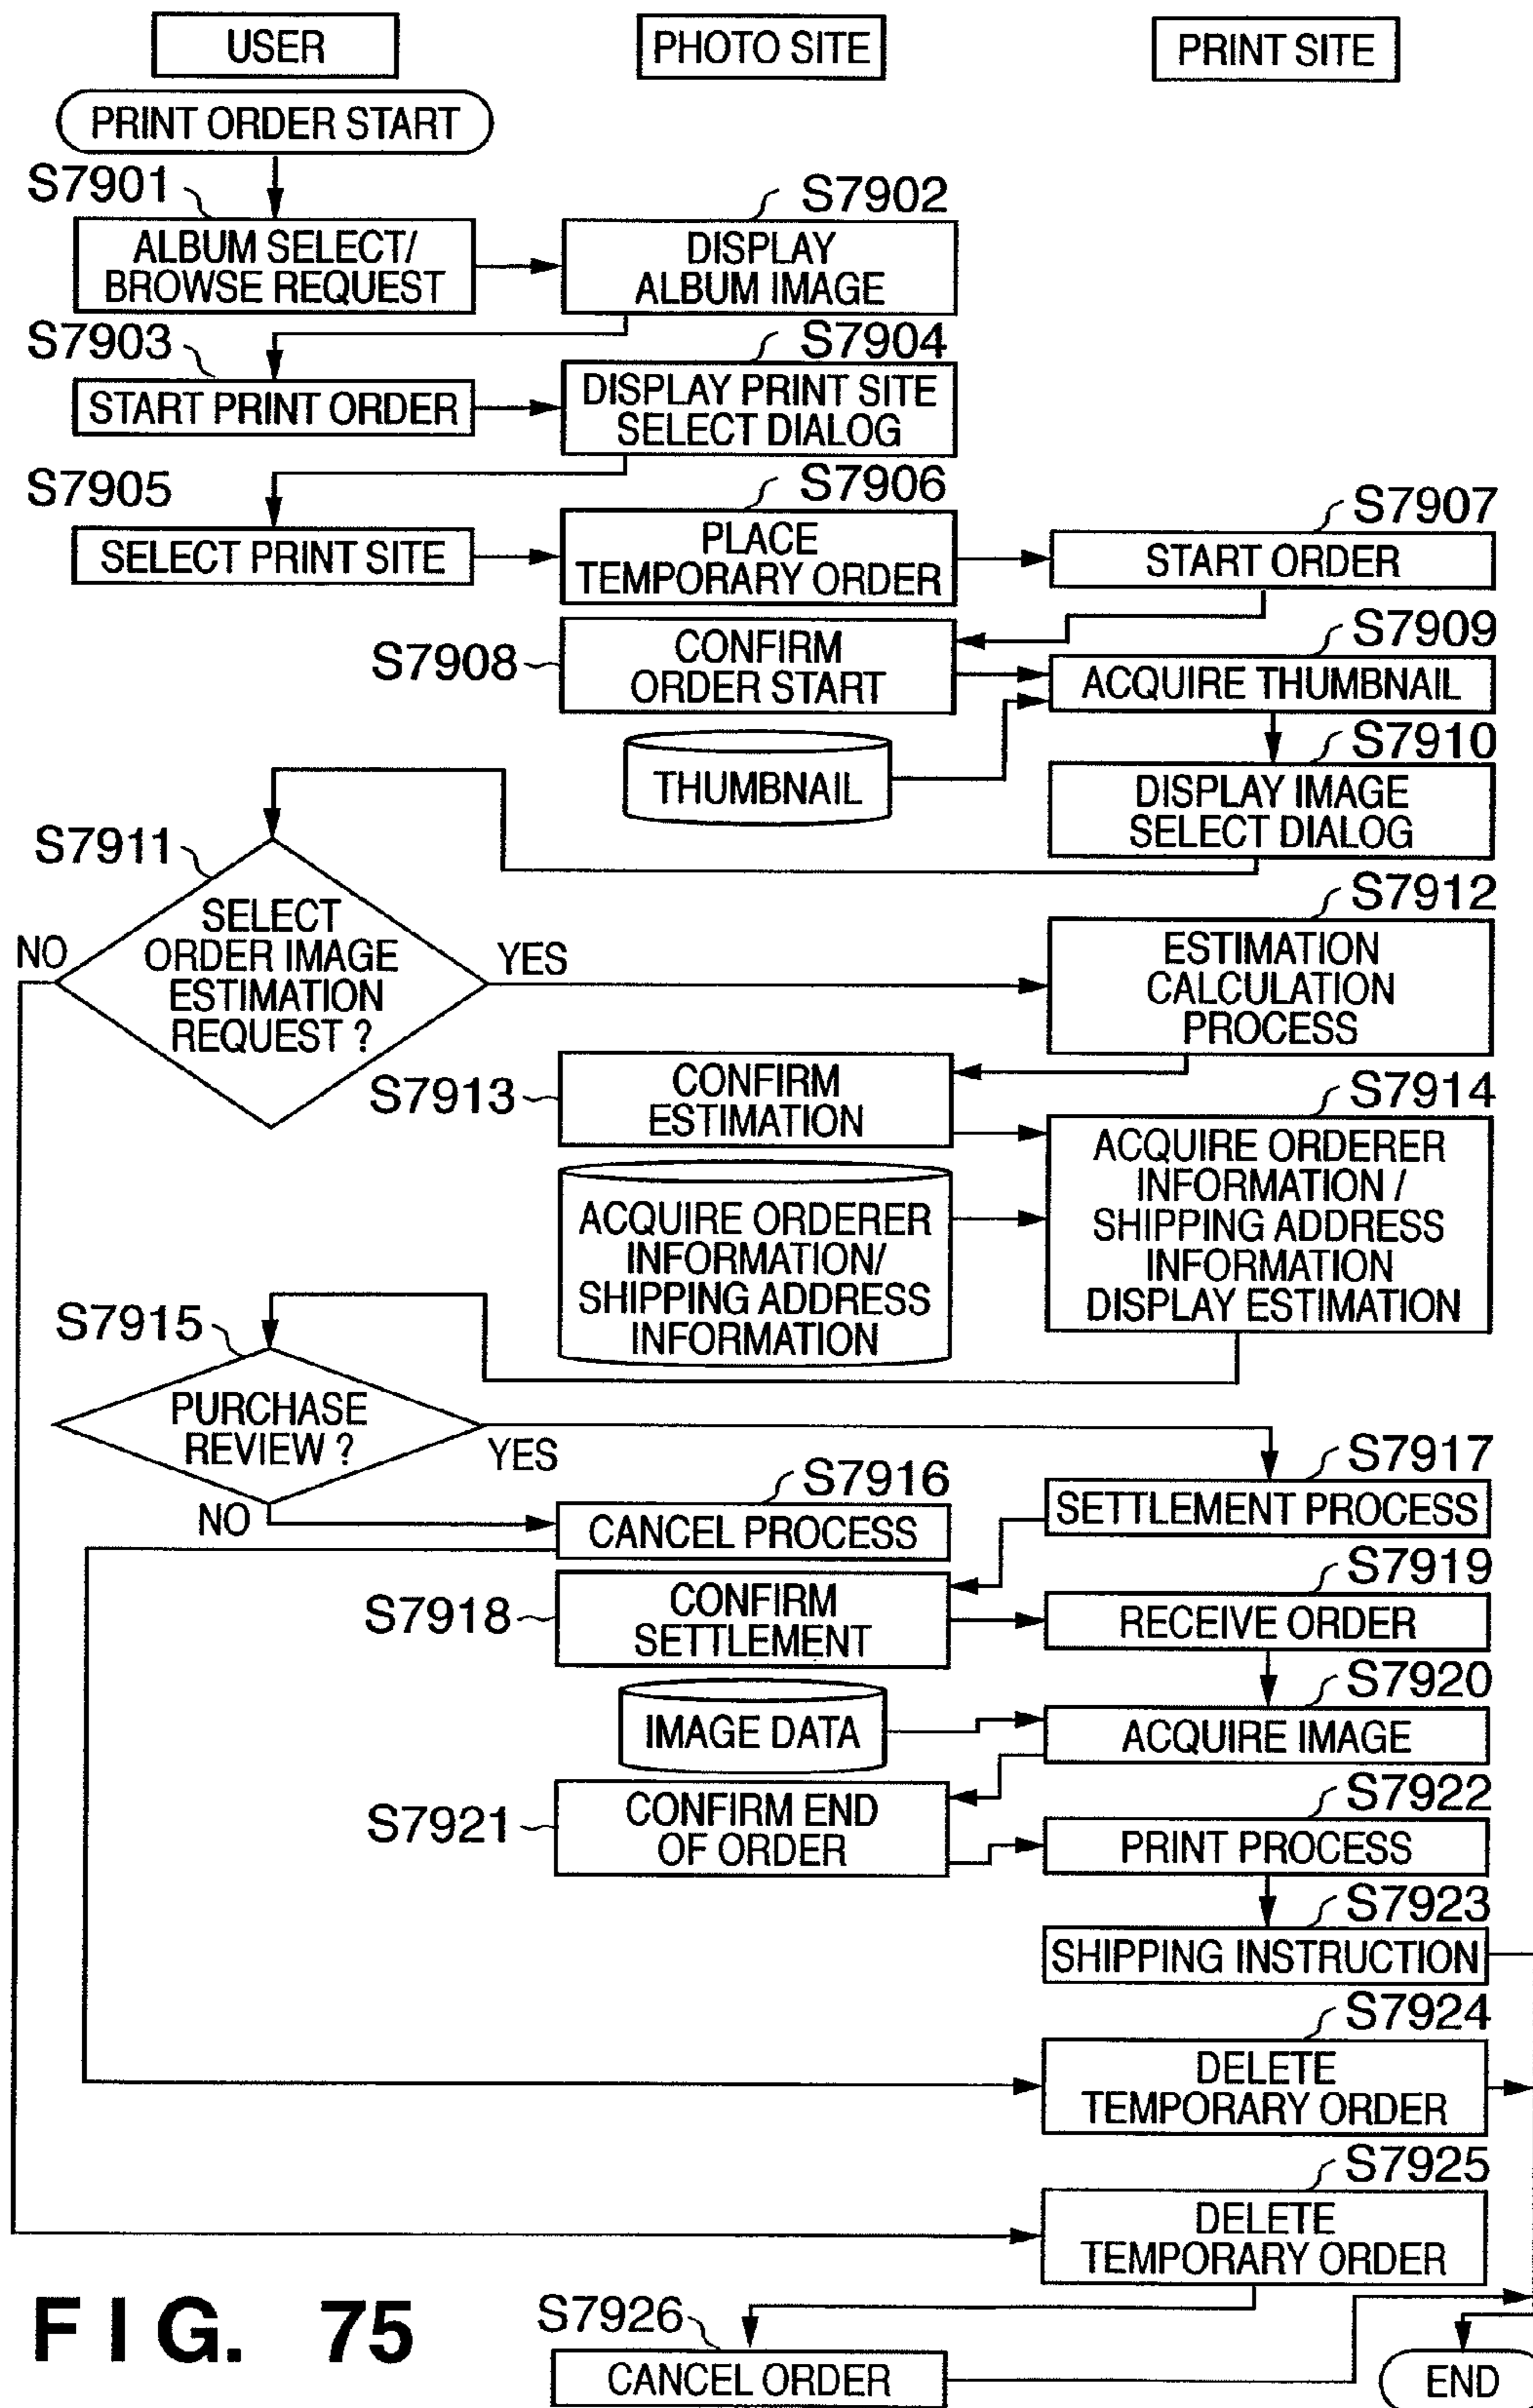 USER
PHOTO SITE
PRINT SITE
PRINT ORDER START
S7901
ALBUM SELECT/
BROWSE REQUEST
S7902
DISPLAY
ALBUM IMAGE
S7903
START PRINT ORDER
S7904
DISPLAY PRINT SITE
SELECT DIALOG
S7905
SELECT PRINT SITE
S7906
PLACE
TEMPORARY ORDER
S7907
START ORDER
S7908
CONFIRM
ORDER START
S7909
ACQUIRE THUMBNAIL
THUMBNAIL
S7910
DISPLAY IMAGE
SELECT DIALOG
S7911
SELECT
ORDER IMAGE
ESTIMATION
REQUEST ?
NO
YES
S7912
ESTIMATION
CALCULATION
PROCESS
S7913
CONFIRM
ESTIMATION
S7914
ACQUIRE ORDERER
INFORMATION /
SHIPPING ADDRESS
INFORMATION
DISPLAY ESTIMATION
ACQUIRE ORDERER
INFORMATION/
SHIPPING ADDRESS
INFORMATION
S7915
PURCHASE
REVIEW ?
YES
NO
S7916
CANCEL PROCESS
S7917
SETTLEMENT PROCESS
S7918
CONFIRM
SETTLEMENT
S7919
RECEIVE ORDER
IMAGE DATA
S7920
ACQUIRE IMAGE
S7921
CONFIRM END
OF ORDER
S7922
PRINT PROCESS
S7923
SHIPPING INSTRUCTION
S7924
DELETE
TEMPORARY ORDER
S7925
DELETE
TEMPORARY ORDER
S7926
CANCEL ORDER
END
FIG. 75